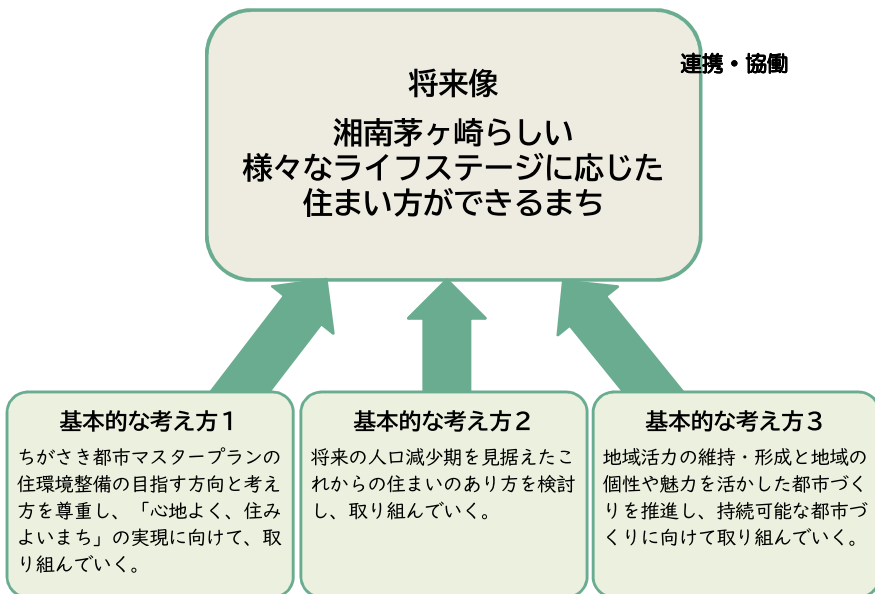 連携・協働
将来像
湘南茅ヶ崎らしい
様々なライフステージに応じた
住まい方ができるまち
基本的な考え方１
ちがさき都市マスタープランの
住環境整備の目指す方向と考え
方を尊重し、「心地よく、住み
よいまち」の実現に向けて、取
り組んでいく。
基本的な考え方２
将来の人口減少期を見据えたこ
れからの住まいのあり方を検討
し、取り組んでいく。
基本的な考え方３
地域活力の維持・形成と地域の
個性や魅力を活かした都市づく
りを推進し、持続可能な都市づ
くりに向けて取り組んでいく。